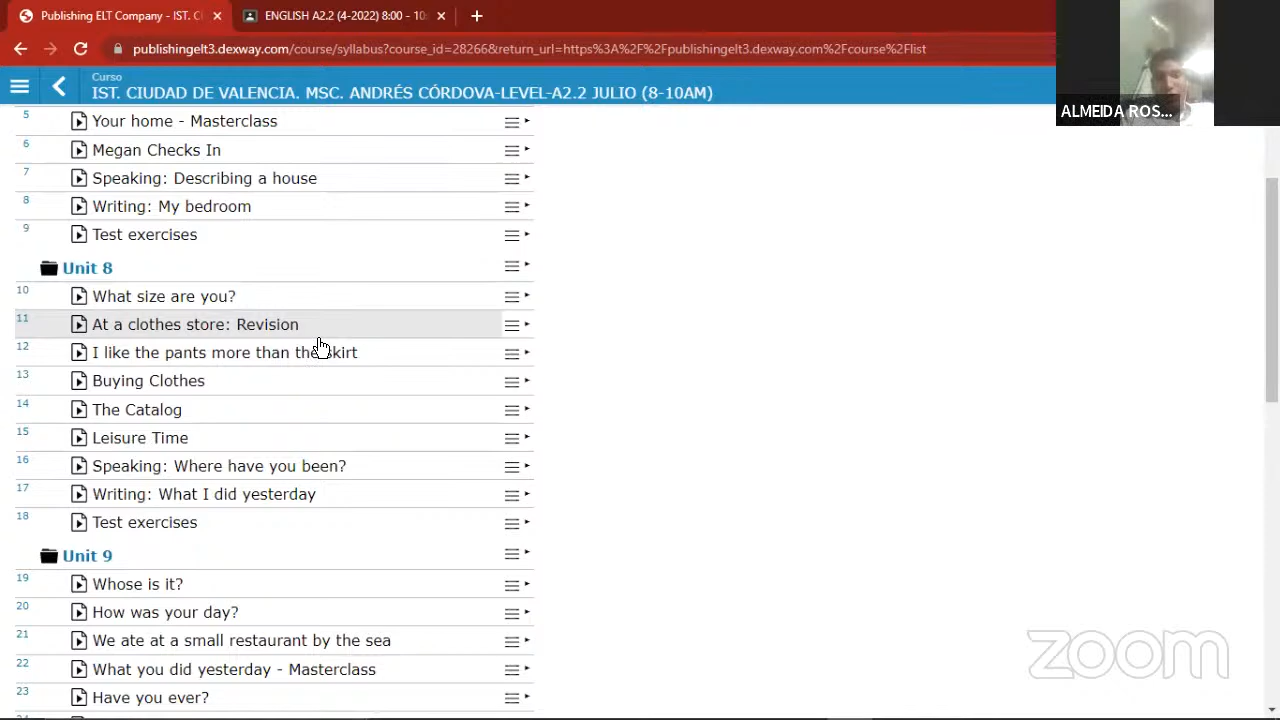 Publishing ELT Company - IST. C
ENGLISH A2.2 (4-2022) 8:00 - 10:
publishingelt3.dexway.com/course/syllabus?course_id=28266&return_url=https%3A%2F%2Fpublishingelt3.dexway.com%2Fcourse%2Flist
Curso
IST. CIUDAD DE VALENCIA. MSC. ANDRÉS CÓRDOVA-LEVEL-A2.2 JULIO (8-10AM)
ALMEIDA ROS...
5 Your home - Masterclass
6 Megan Checks In
7 Speaking: Describing a house
8 Writing: My bedroom
9 Test exercises
Unit 8
10 What size are you?
11 At a clothes store: Revision
12 I like the pants more than the skirt
13 Buying Clothes
14 The Catalog
15 Leisure Time
16 Speaking: Where have you been?
17 Writing: What I did yesterday
18 Test exercises
Unit 9
19 Whose is it?
20 How was your day?
21 We ate at a small restaurant by the sea
22 What you did yesterday - Masterclass
23 Have you ever?
zoom